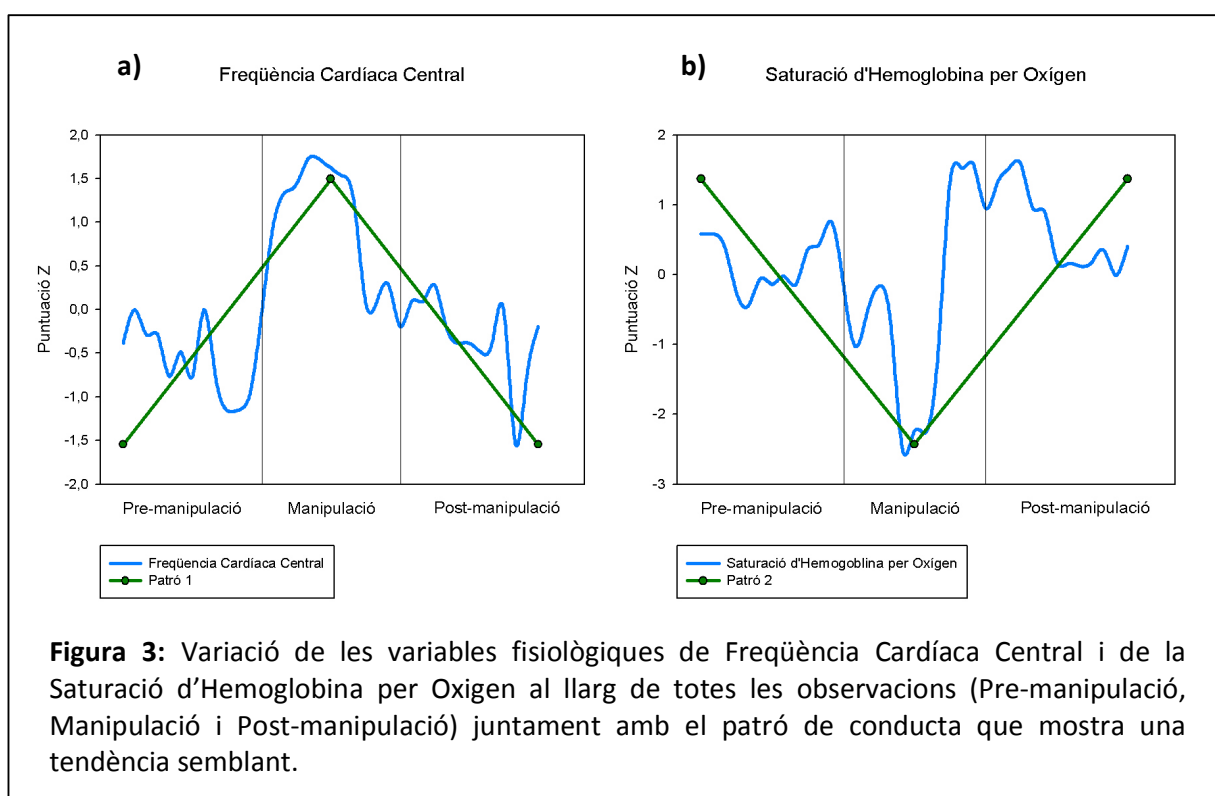 a)
Freqüència Cardíaca Central
Puntuació Z
2,0
1,5
1,0
0,5
0,0
-0,5
-1,0
-1,5
-2,0
Pre-manipulació
Manipulació
Post-manipulació
Freqüència Cardíaca Central
Patró 1
b)
Saturació d'Hemoglobina per Oxígen
Puntuació Z
2
1
0
-1
-2
-3
Pre-manipulació
Manipulació
Post-manipulació
Saturació d'Hemogoblina per Oxígen
Patró 2
Figura 3: Variació de les variables fisiològiques de Freqüència Cardíaca Central i de la
Saturació d’Hemoglobina per Oxigen al llarg de totes les observacions (Pre-manipulació,
Manipulació i Post-manipulació) juntament amb el patró de conducta que mostra una
tendència semblant.